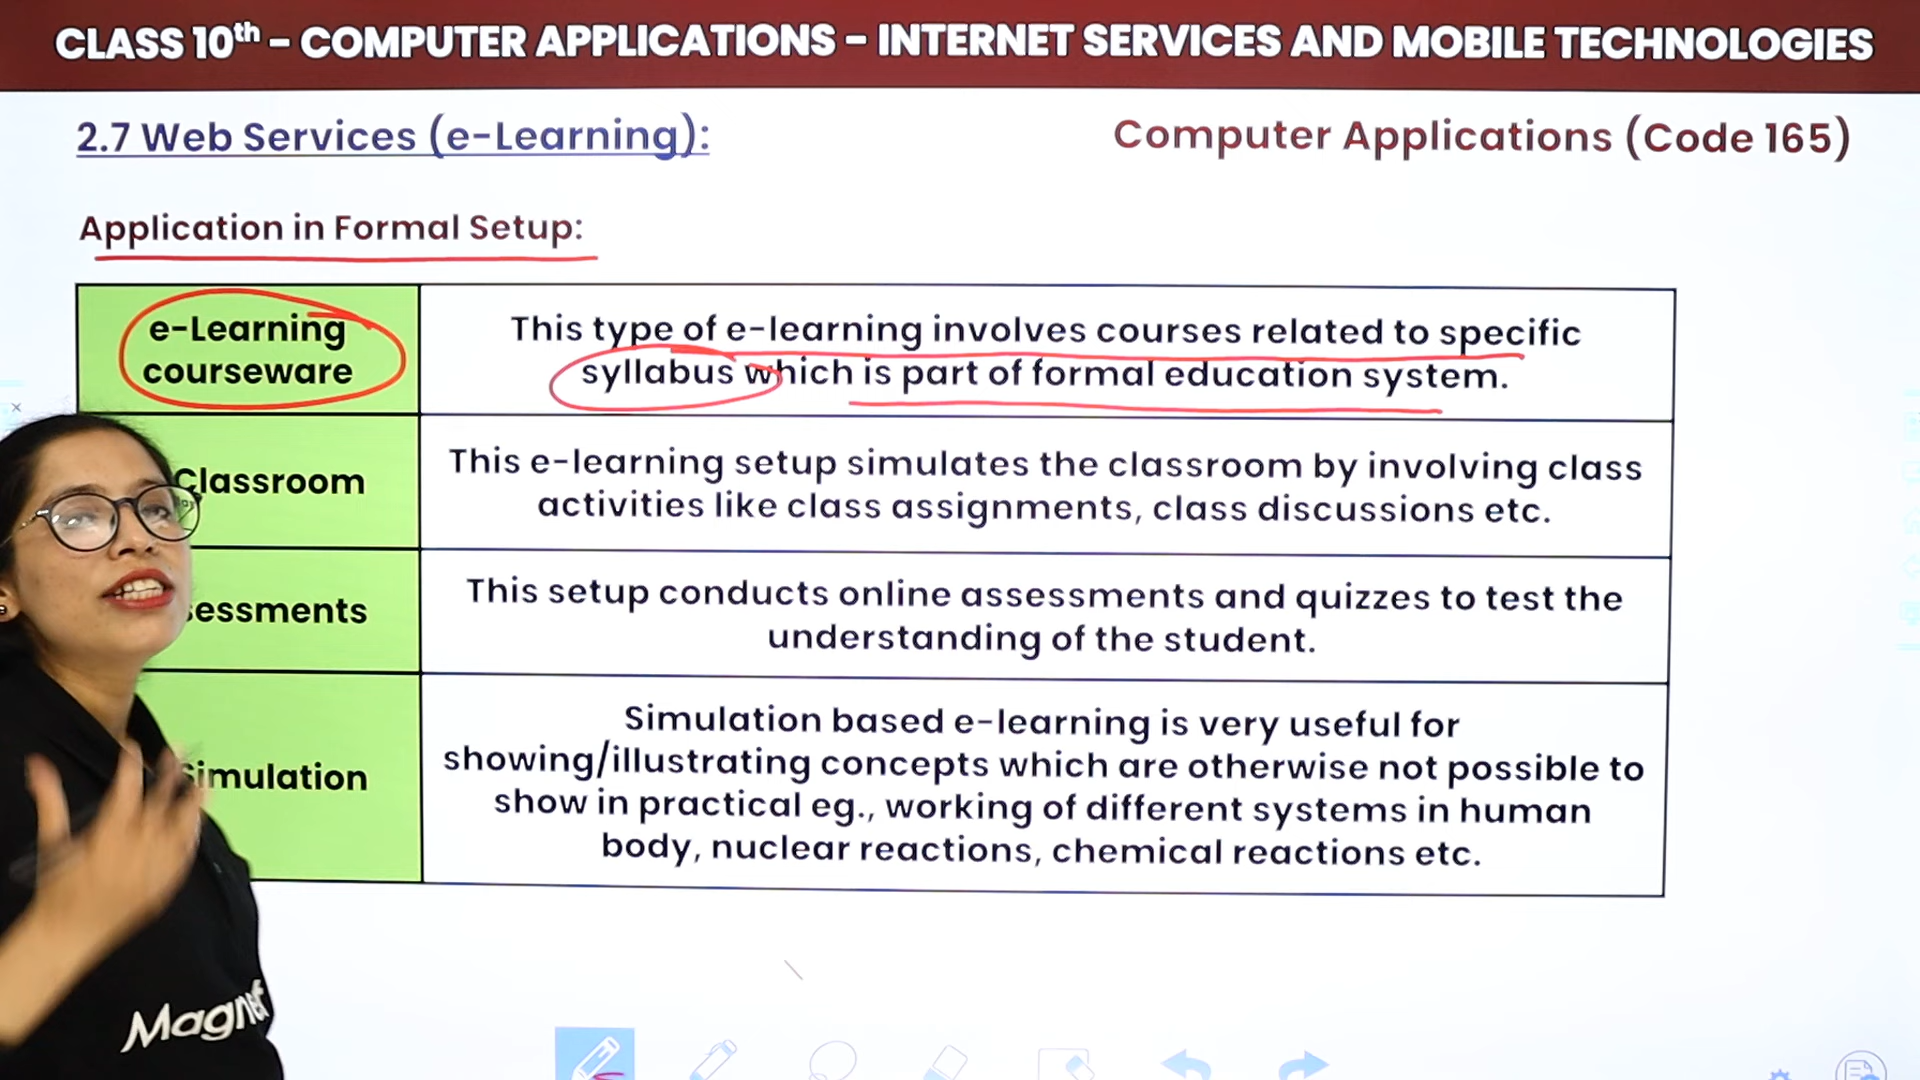 CLASS 10th – COMPUTER APPLICATIONS – INTERNET SERVICES AND MOBILE TECHNOLOGIES
2.7 Web Services (e-Learning):
Computer Applications (Code 165)
Application in Formal Setup:
e-Learning
courseware
This type of e-learning involves courses related to specific
syllabus which is part of formal education system.
Classroom
This e-learning setup simulates the classroom by involving class
activities like class assignments, class discussions etc.
sessments
This setup conducts online assessments and quizzes to test the
understanding of the student.
Simulation
Simulation based e-learning is very useful for
showing/illustrating concepts which are otherwise not possible to
show in practical eg., working of different systems in human
body, nuclear reactions, chemical reactions etc.
Magnet